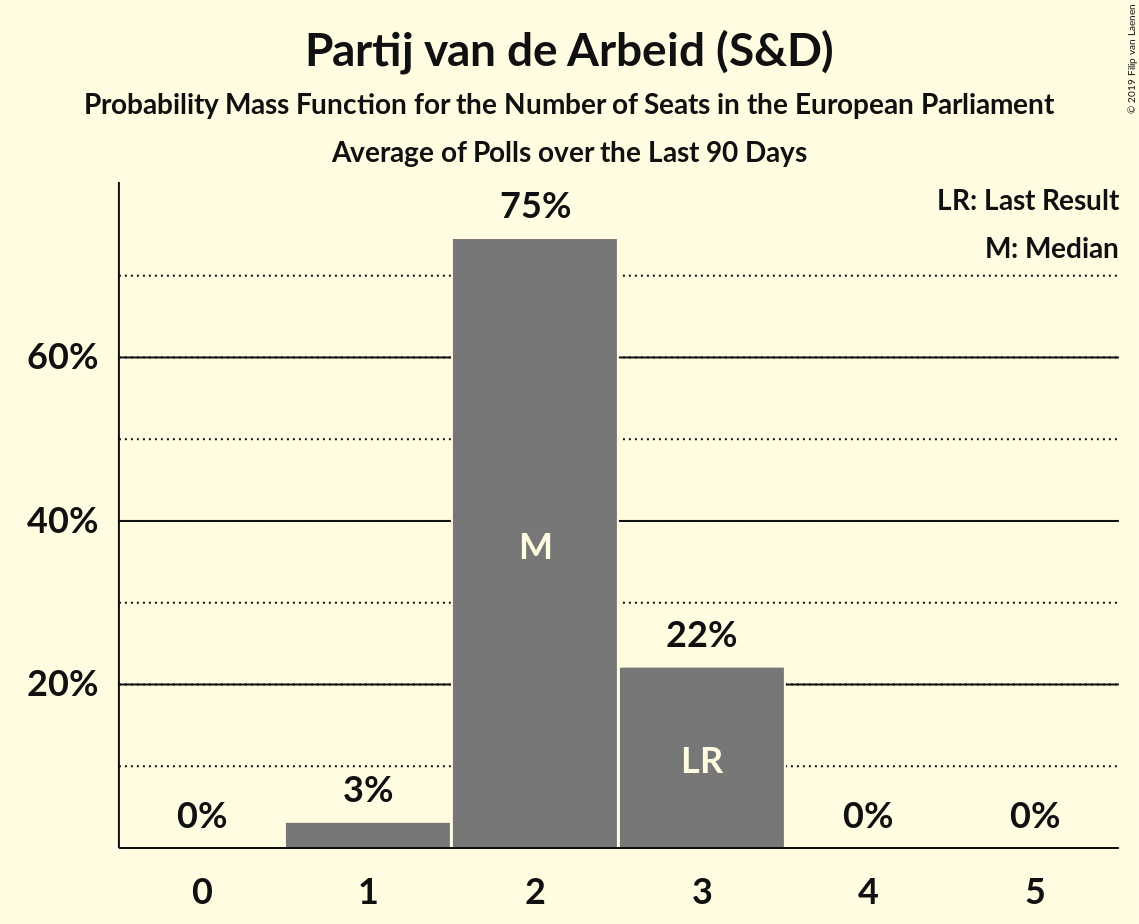 Partij van de Arbeid (S&D)
Probability Mass Function for the Number of Seats in the European Parliament
Average of Polls over the Last 90 Days
© 2019 Filip van Laenen
LR: Last Result
M: Median
75%
60%
40%
20%
M
22%
LR
3%
0%
0%
0%
0 1 2 3 4 5